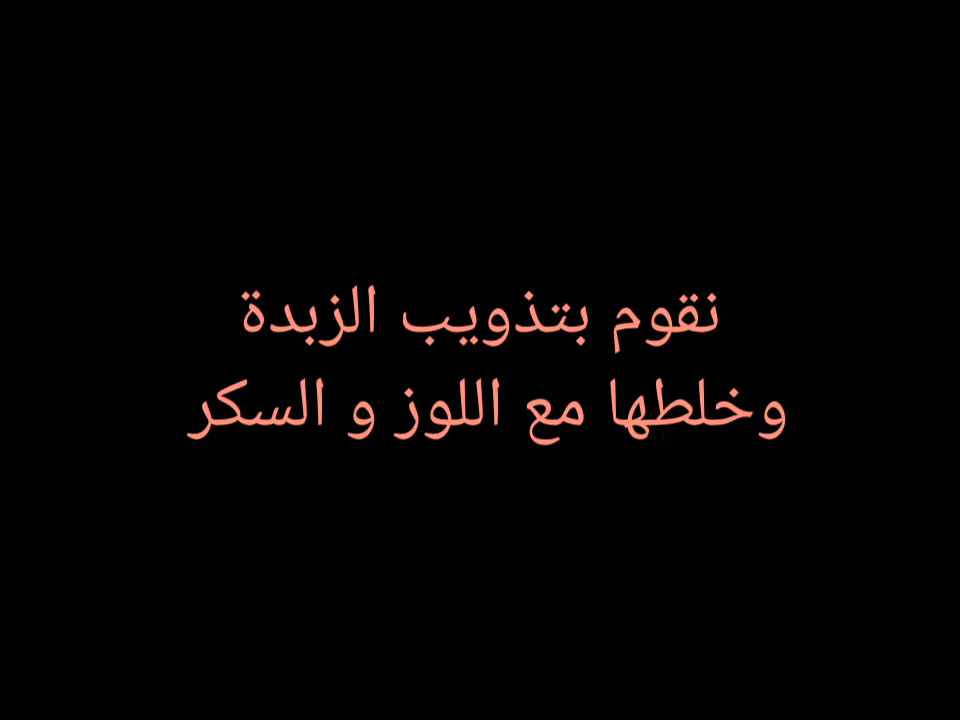 نقوم بتذويب الزبدة
وخلطها مع اللوز و السكر